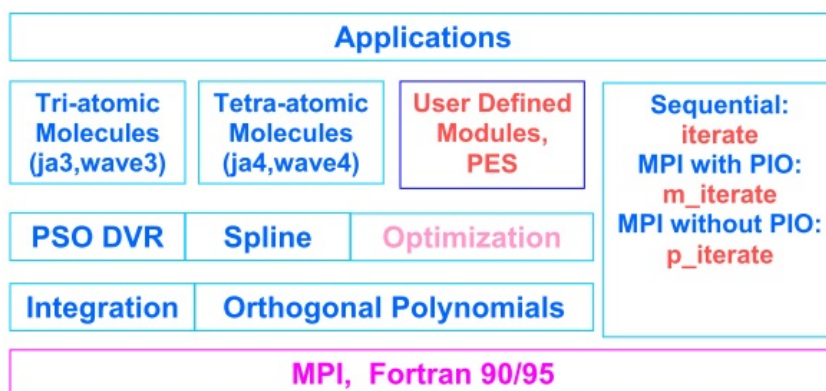 Applications
Tri-atomic
Molecules
(ja3,wave3)
Tetra-atomic
Molecules
(ja4,wave4)
User Defined
Modules,
PES
Sequential:
iterate
MPI with PIO:
m_iterate
MPI without PIO:
p_iterate
PSO DVR
Spline
Optimization
Integration
Orthogonal Polynomials
MPI, Fortran 90/95